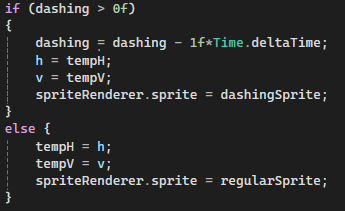 if (dashing > 0f)
{
dashing = dashing - 1f*Time.deltaTime;
h = tempH;
v = tempV;
spriteRenderer.sprite = dashingSprite;
}
else {
tempH = h;
tempV = v;
spriteRenderer.sprite = regularSprite;
}